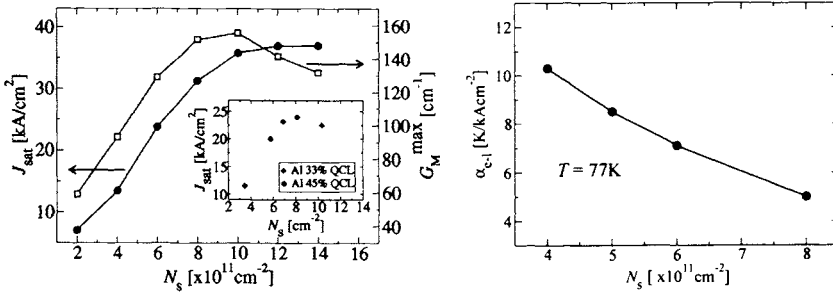 40
30
20
10
J_sat [kA/cm²]
160
140
120
100
80
60
40
G_M^max [cm⁻¹]
2 4 6 8 10 12 14
N_s [x10¹¹cm⁻²]
25
20
15
10
J_sat [kA/cm²]
Al 33% QCL
Al 45% QCL
2 4 6 8 10 12 14
N_s [cm⁻²]
12
10
8
6
4
α_c-l [K/kAcm⁻²]
T = 77K
4 5 6 7 8
N_s [x 10¹¹cm⁻²]